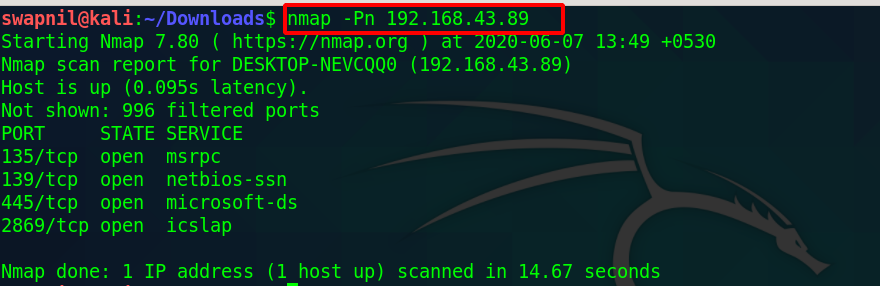 swapnil@kali:~/Downloads$ nmap -Pn 192.168.43.89
Starting Nmap 7.80 ( https://nmap.org ) at 2020-06-07 13:49 +0530
Nmap scan report for DESKTOP-NEVCQQ0 (192.168.43.89)
Host is up (0.095s latency).
Not shown: 996 filtered ports
PORT     STATE SERVICE
135/tcp  open  msrpc
139/tcp  open  netbios-ssn
445/tcp  open  microsoft-ds
2869/tcp open  icslap
Nmap done: 1 IP address (1 host up) scanned in 14.67 seconds